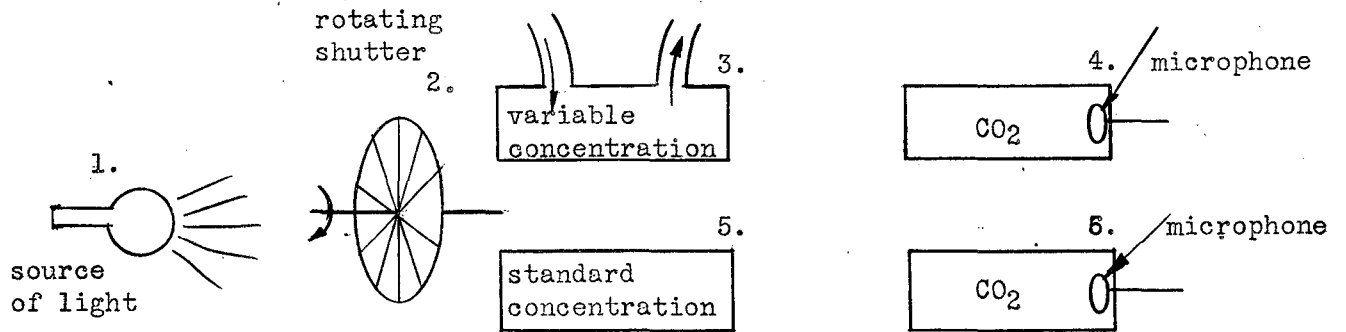 rotating
shutter
2.
3.
variable
concentration
4.
microphone
CO2
1.
source
of light
5.
standard
concentration
6.
microphone
CO2